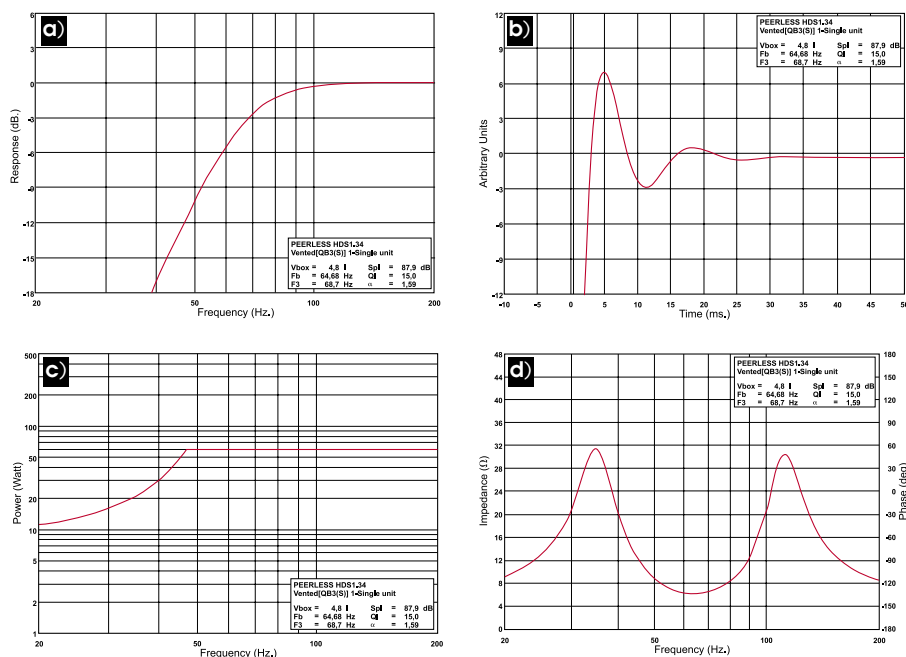 a)
6
3
0
-3
-6
-9
-12
-15
-18
Response (dB.)
PEERLESS HDS1.34
Vented[QB3(S)] 1-Single unit
Vbox = 4,8 l Spl = 87,9 dB
Fb = 64,68 Hz Ql = 15,0
F3 = 68,7 Hz α = 1,59
20 50 100 200
Frequency (Hz.)
b)
12
9
6
3
0
-3
-6
-9
-12
Arbitrary Units
PEERLESS HDS1.34
Vented[QB3(S)] 1-Single unit
Vbox = 4,8 l Spl = 87,9 dB
Fb = 64,68 Hz Ql = 15,0
F3 = 68,7 Hz α = 1,59
-10 -5 0 5 10 15 20 25 30 35 40 45 50
Time (ms.)
c)
500
200
100
50
20
10
5
2
1
Power (Watt)
PEERLESS HDS1.34
Vented[QB3(S)] 1-Single unit
Vbox = 4,8 l Spl = 87,9 dB
Fb = 64,68 Hz Ql = 15,0
F3 = 68,7 Hz α = 1,59
20 50 100 200
Frequency (Hz.)
d)
48
44
40
36
32
28
24
20
16
12
8
4
0
Impedance (Ω)
PEERLESS HDS1.34
Vented[QB3(S)] 1-Single unit
Vbox = 4,8 l Spl = 87,9 dB
Fb = 64,68 Hz Ql = 15,0
F3 = 68,7 Hz α = 1,59
180
150
120
90
60
30
0
-30
-60
-90
-120
-150
-180
Phase (deg)
20 50 100 200
Frequency (Hz.)